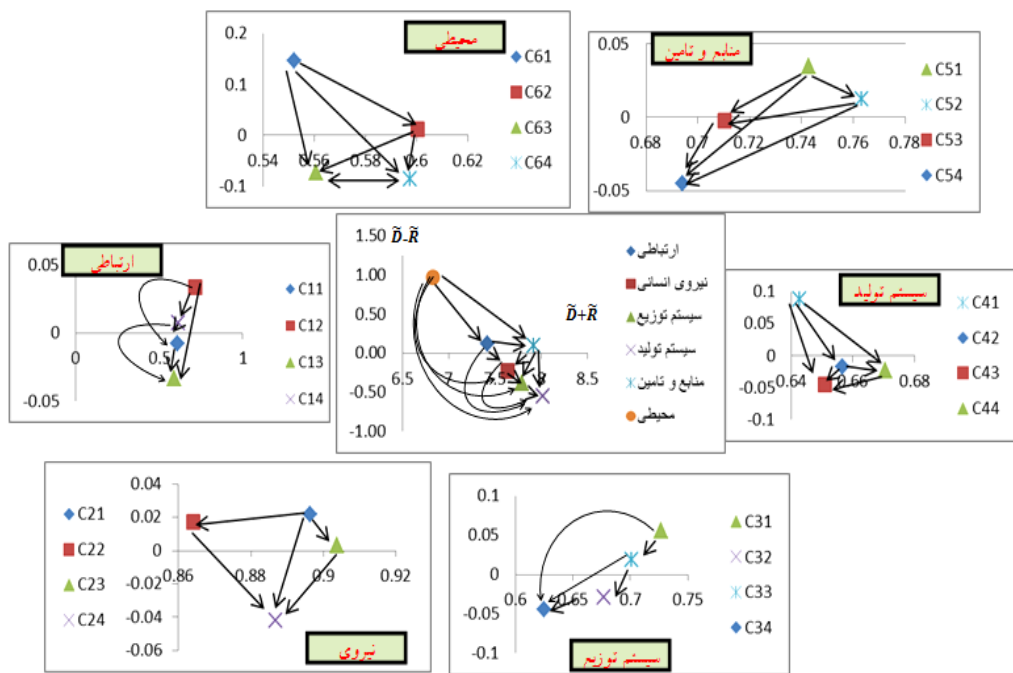 محیطی
0.2
0.1
0
-0.1
0.54
0.56
0.58
0.6
0.62
C61
C62
C63
C64
منابع و تامین
0.05
0
-0.05
0.68
0.7
0.72
0.74
0.76
0.78
C51
C52
C53
C54
ارتباطی
0.05
0
-0.05
0
0.5
1
C11
C12
C13
C14
D̃-R̃
1.50
1.00
0.50
0.00
-0.50
-1.00
6.5
7
7.5
8
8.5
D̃+R̃
ارتباطی
نیروی انسانی
سیستم توزیع
سیستم تولید
منابع و تامین
محیطی
سیستم تولید
0.1
0.05
0
-0.05
-0.1
0.64
0.66
0.68
C41
C42
C43
C44
C21
C22
C23
C24
0.04
0.02
0
-0.02
-0.04
-0.06
0.86
0.88
0.9
0.92
نیروی
0.1
0.05
0
-0.05
-0.1
0.6
0.65
0.7
0.75
C31
C32
C33
C34
سیستم توزیع